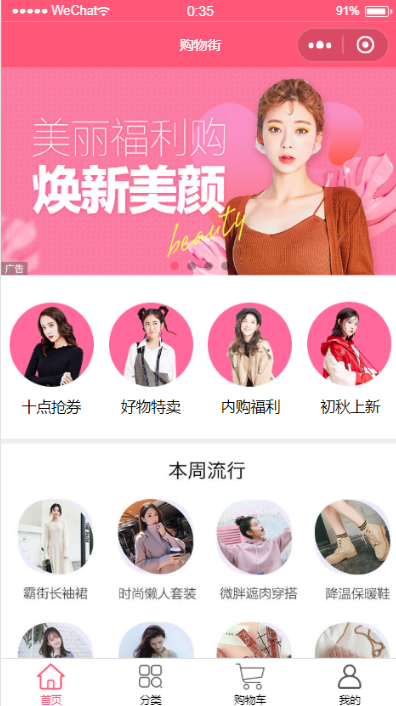 WeChat 0:35 91%
购物街
美丽福利购
焕新美颜
beauty
广告
十点抢券 好物特卖 内购福利 初秋上新
本周流行
霸街长袖裙 时尚懒人套装 微胖遮肉穿搭 降温保暖鞋
首页 分类 购物车 我的